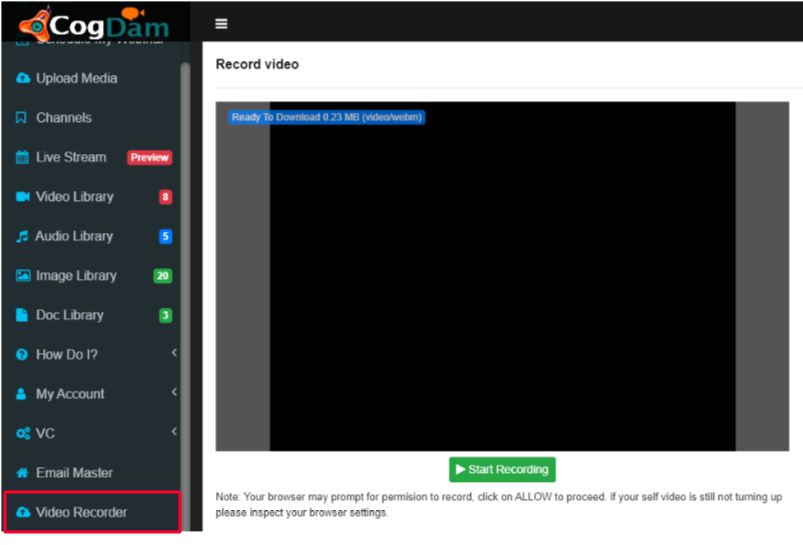 CogDam
Schedule My Webinar
Upload Media
Channels
Live Stream Preview
Video Library 8
Audio Library 5
Image Library 20
Doc Library 3
How Do I?
My Account
VC
Email Master
Video Recorder
Record video
Ready To Download 0.23 MB (video/webm)
Start Recording
Note: Your browser may prompt for permision to record, click on ALLOW to proceed. if your self video is still not turning up
please inspect your browser settings.